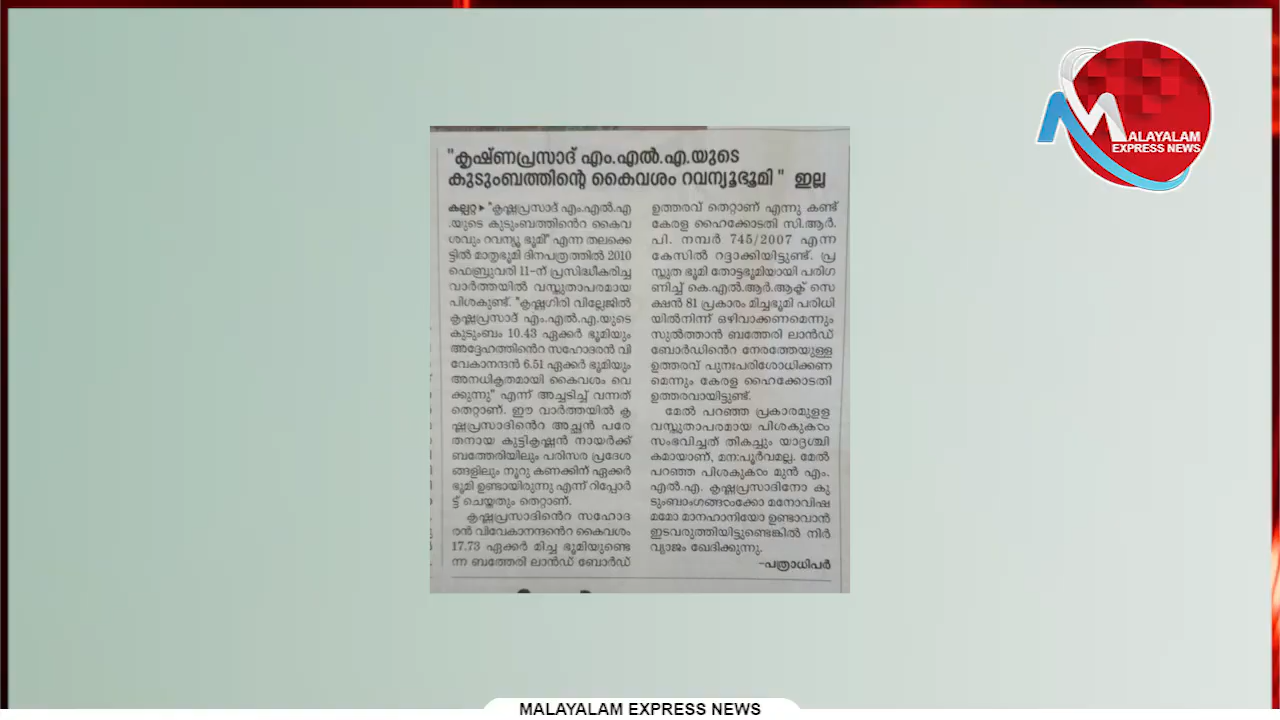 MALAYALAM
EXPRESS NEWS
"കൃഷ്ണപ്രസാദ് എം.എൽ.എ.യുടെ
കുടുംബത്തിന്റെ കൈവശം റവന്യൂഭൂമി " ഇല്ല
കല്പറ്റ ▸ "കൃഷ്ണപ്രസാദ് എം.എൽ.എ
.യുടെ കുടുംബത്തിൻെറ കൈവ
ശവും റവന്യൂ ഭൂമി" എന്ന തലക്കെ
ട്ടിൽ മാതൃഭൂമി ദിനപത്രത്തിൽ 2010
ഫെബ്രുവരി 11-ന് പ്രസിദ്ധീകരിച്ച
വാർത്തയിൽ വസ്തുതാപരമായ
പിശകുണ്ട്. "കൃഷ്ണഗിരി വില്ലേജിൽ
കൃഷ്ണപ്രസാദ് എം.എൽ.എ.യുടെ
കുടുംബം 10.43 ഏക്കർ ഭൂമിയും
അദ്ദേഹത്തിൻെറ സഹോദരൻ വി
വേകാനന്ദൻ 6.51 ഏക്കർ ഭൂമിയും
അനധികൃതമായി കൈവശം വെ
ക്കുന്നു" എന്ന് അച്ചടിച്ച് വന്നത്
തെറ്റാണ്. ഈ വാർത്തയിൽ കൃ
ഷ്ണപ്രസാദിൻെറ അച്ഛൻ പരേ
തനായ കുട്ടികൃഷ്ണൻ നായർക്ക്
ബത്തേരിയിലും പരിസര പ്രദേശ
ങ്ങളിലും നൂറു കണക്കിന് ഏക്കർ
ഭൂമി ഉണ്ടായിരുന്നു എന്ന് റിപ്പോർ
ട്ട് ചെയ്തതും തെറ്റാണ്.
കൃഷ്ണപ്രസാദിൻെറ സഹോദ
രൻ വിവേകാനന്ദൻെറ കൈവശം
17.73 ഏക്കർ മിച്ച ഭൂമിയുണ്ടെ
ന്ന ബത്തേരി ലാൻഡ് ബോർഡ്
ഉത്തരവ് തെറ്റാണ് എന്നു കണ്ട്
കേരള ഹൈക്കോടതി സി.ആർ.
പി. നമ്പർ 745/2007 എന്ന
കേസിൽ റദ്ദാക്കിയിട്ടുണ്ട്. പ്ര
സ്തുത ഭൂമി തോട്ടഭൂമിയായി പരിഗ
ണിച്ച് കെ.എൽ.ആർ.ആക്ട് സെ
ക്ഷൻ 81 പ്രകാരം മിച്ചഭൂമി പരിധി
യിൽനിന്ന് ഒഴിവാക്കണമെന്നും
സുൽത്താൻ ബത്തേരി ലാൻഡ്
ബോർഡിൻെറ നേരത്തേയുള്ള
ഉത്തരവ് പുനഃപരിശോധിക്കണ
മെന്നും കേരള ഹൈക്കോടതി
ഉത്തരവായിട്ടുണ്ട്.
മേൽ പറഞ്ഞ പ്രകാരമുളള
വസ്തുതാപരമായ പിശകുകഠം
സംഭവിച്ചത് തികച്ചും യാദൃശ്ചി
കമായാണ്, മന:പൂർവമല്ല. മേൽ
പറഞ്ഞ പിശകുകഠം മുൻ എം.
എൽ.എ. കൃഷ്ണപ്രസാദിനോ കു
ടുംബാംഗങ്ങഠംക്കോ മനോവിഷ
മമോ മാനഹാനിയോ ഉണ്ടാവാൻ
ഇടവരുത്തിയിട്ടുണ്ടെങ്കിൽ നിർ
വ്യാജം ഖേദിക്കുന്നു.
-പത്രാധിപർ
MALAYALAM EXPRESS NEWS